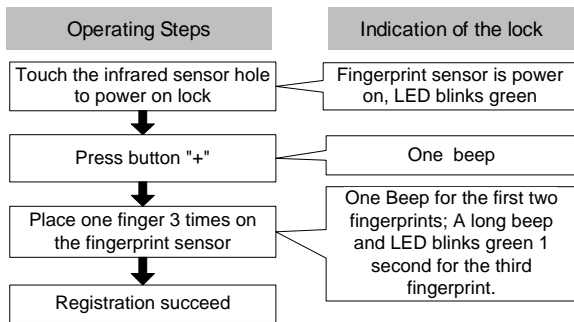 Operating Steps
Indication of the lock
Touch the infrared sensor hole
to power on lock
Fingerprint sensor is power
on, LED blinks green
Press button "+"
One beep
Place one finger 3 times on
the fingerprint sensor
One Beep for the first two
fingerprints; A long beep
and LED blinks green 1
second for the third
fingerprint.
Registration succeed